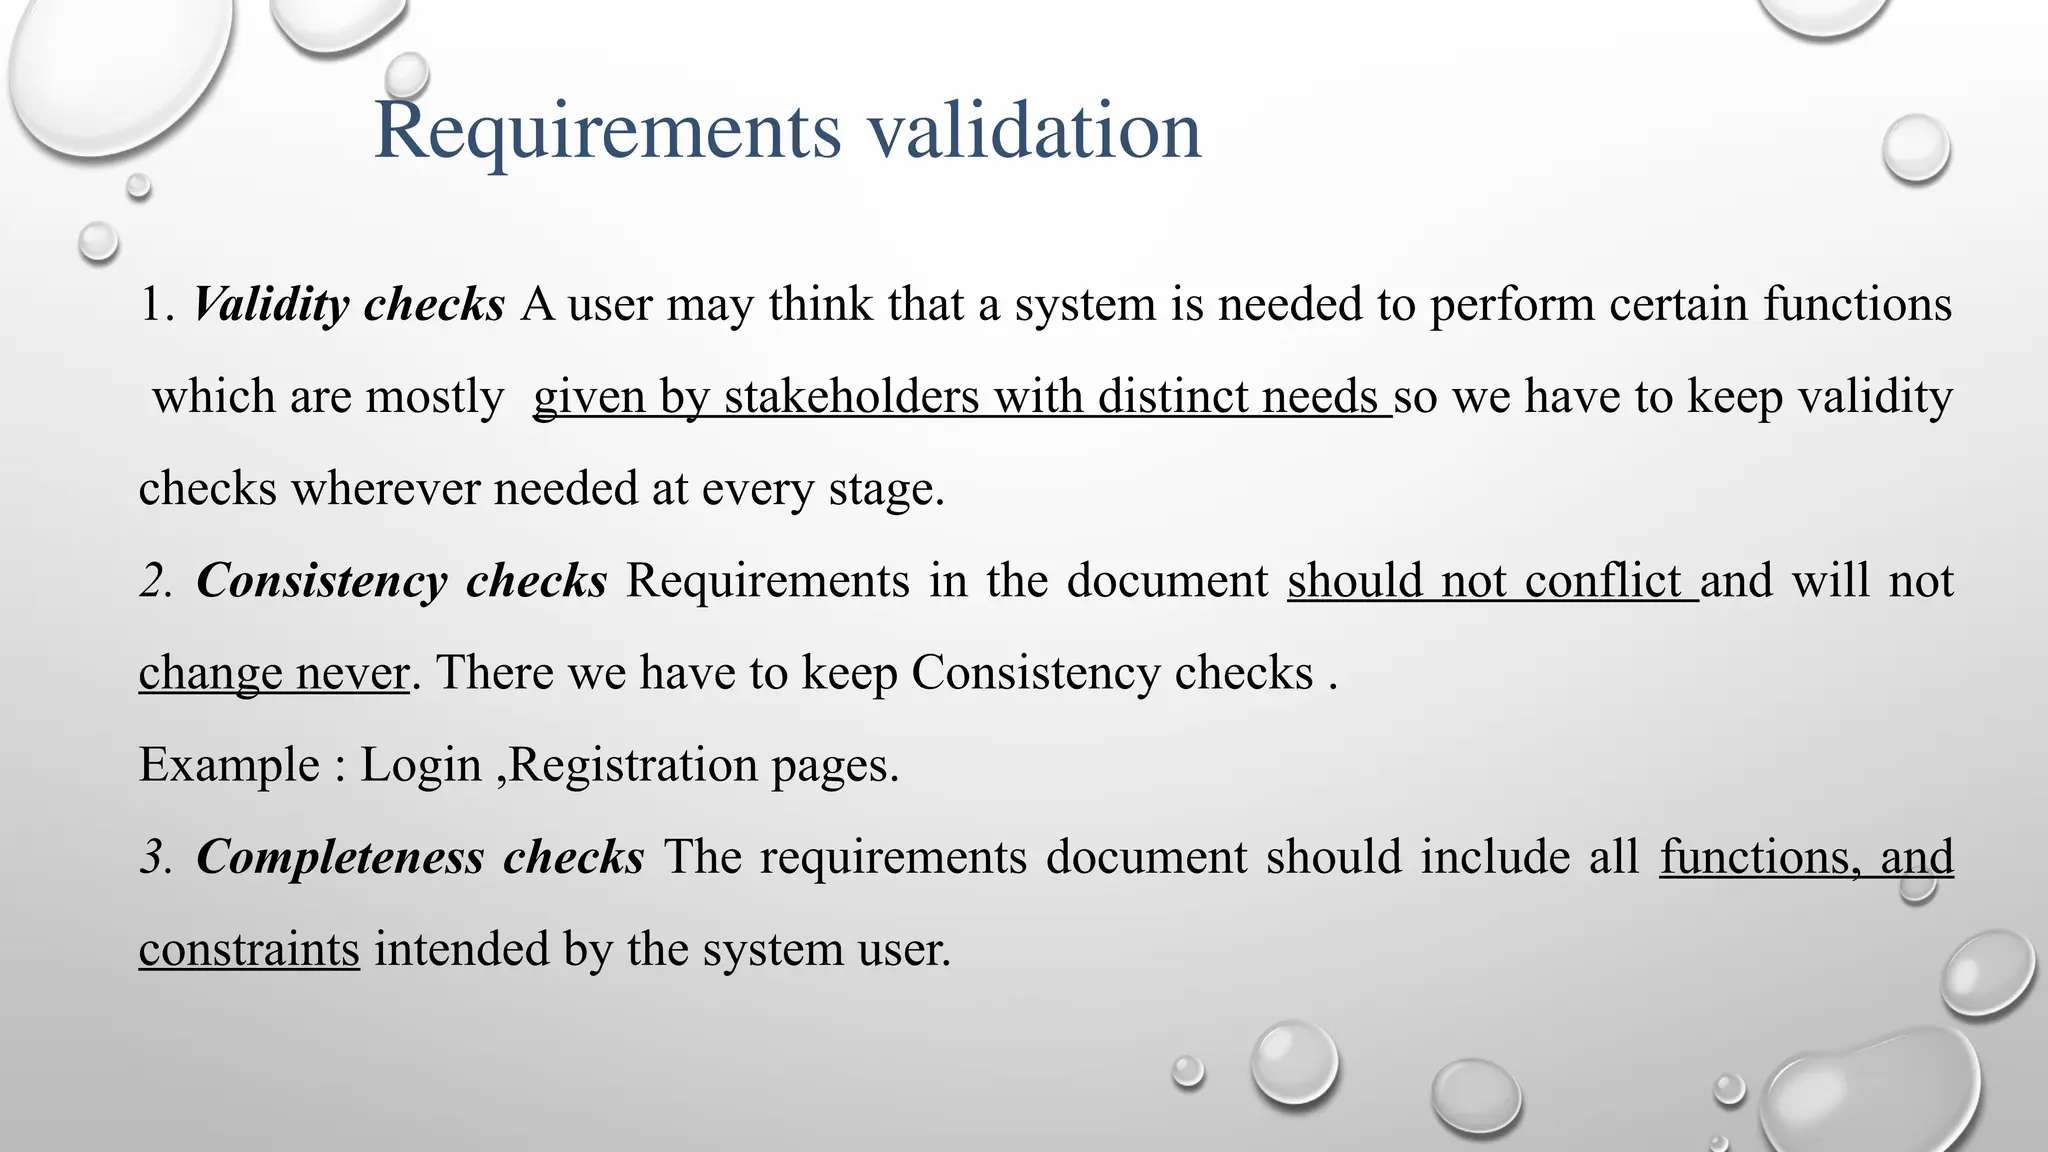 Requirements validation
1. Validity checks A user may think that a system is needed to perform certain functions
which are mostly given by stakeholders with distinct needs so we have to keep validity
checks wherever needed at every stage.
2. Consistency checks Requirements in the document should not conflict and will not
change never. There we have to keep Consistency checks .
Example : Login ,Registration pages.
3. Completeness checks The requirements document should include all functions, and
constraints intended by the system user.